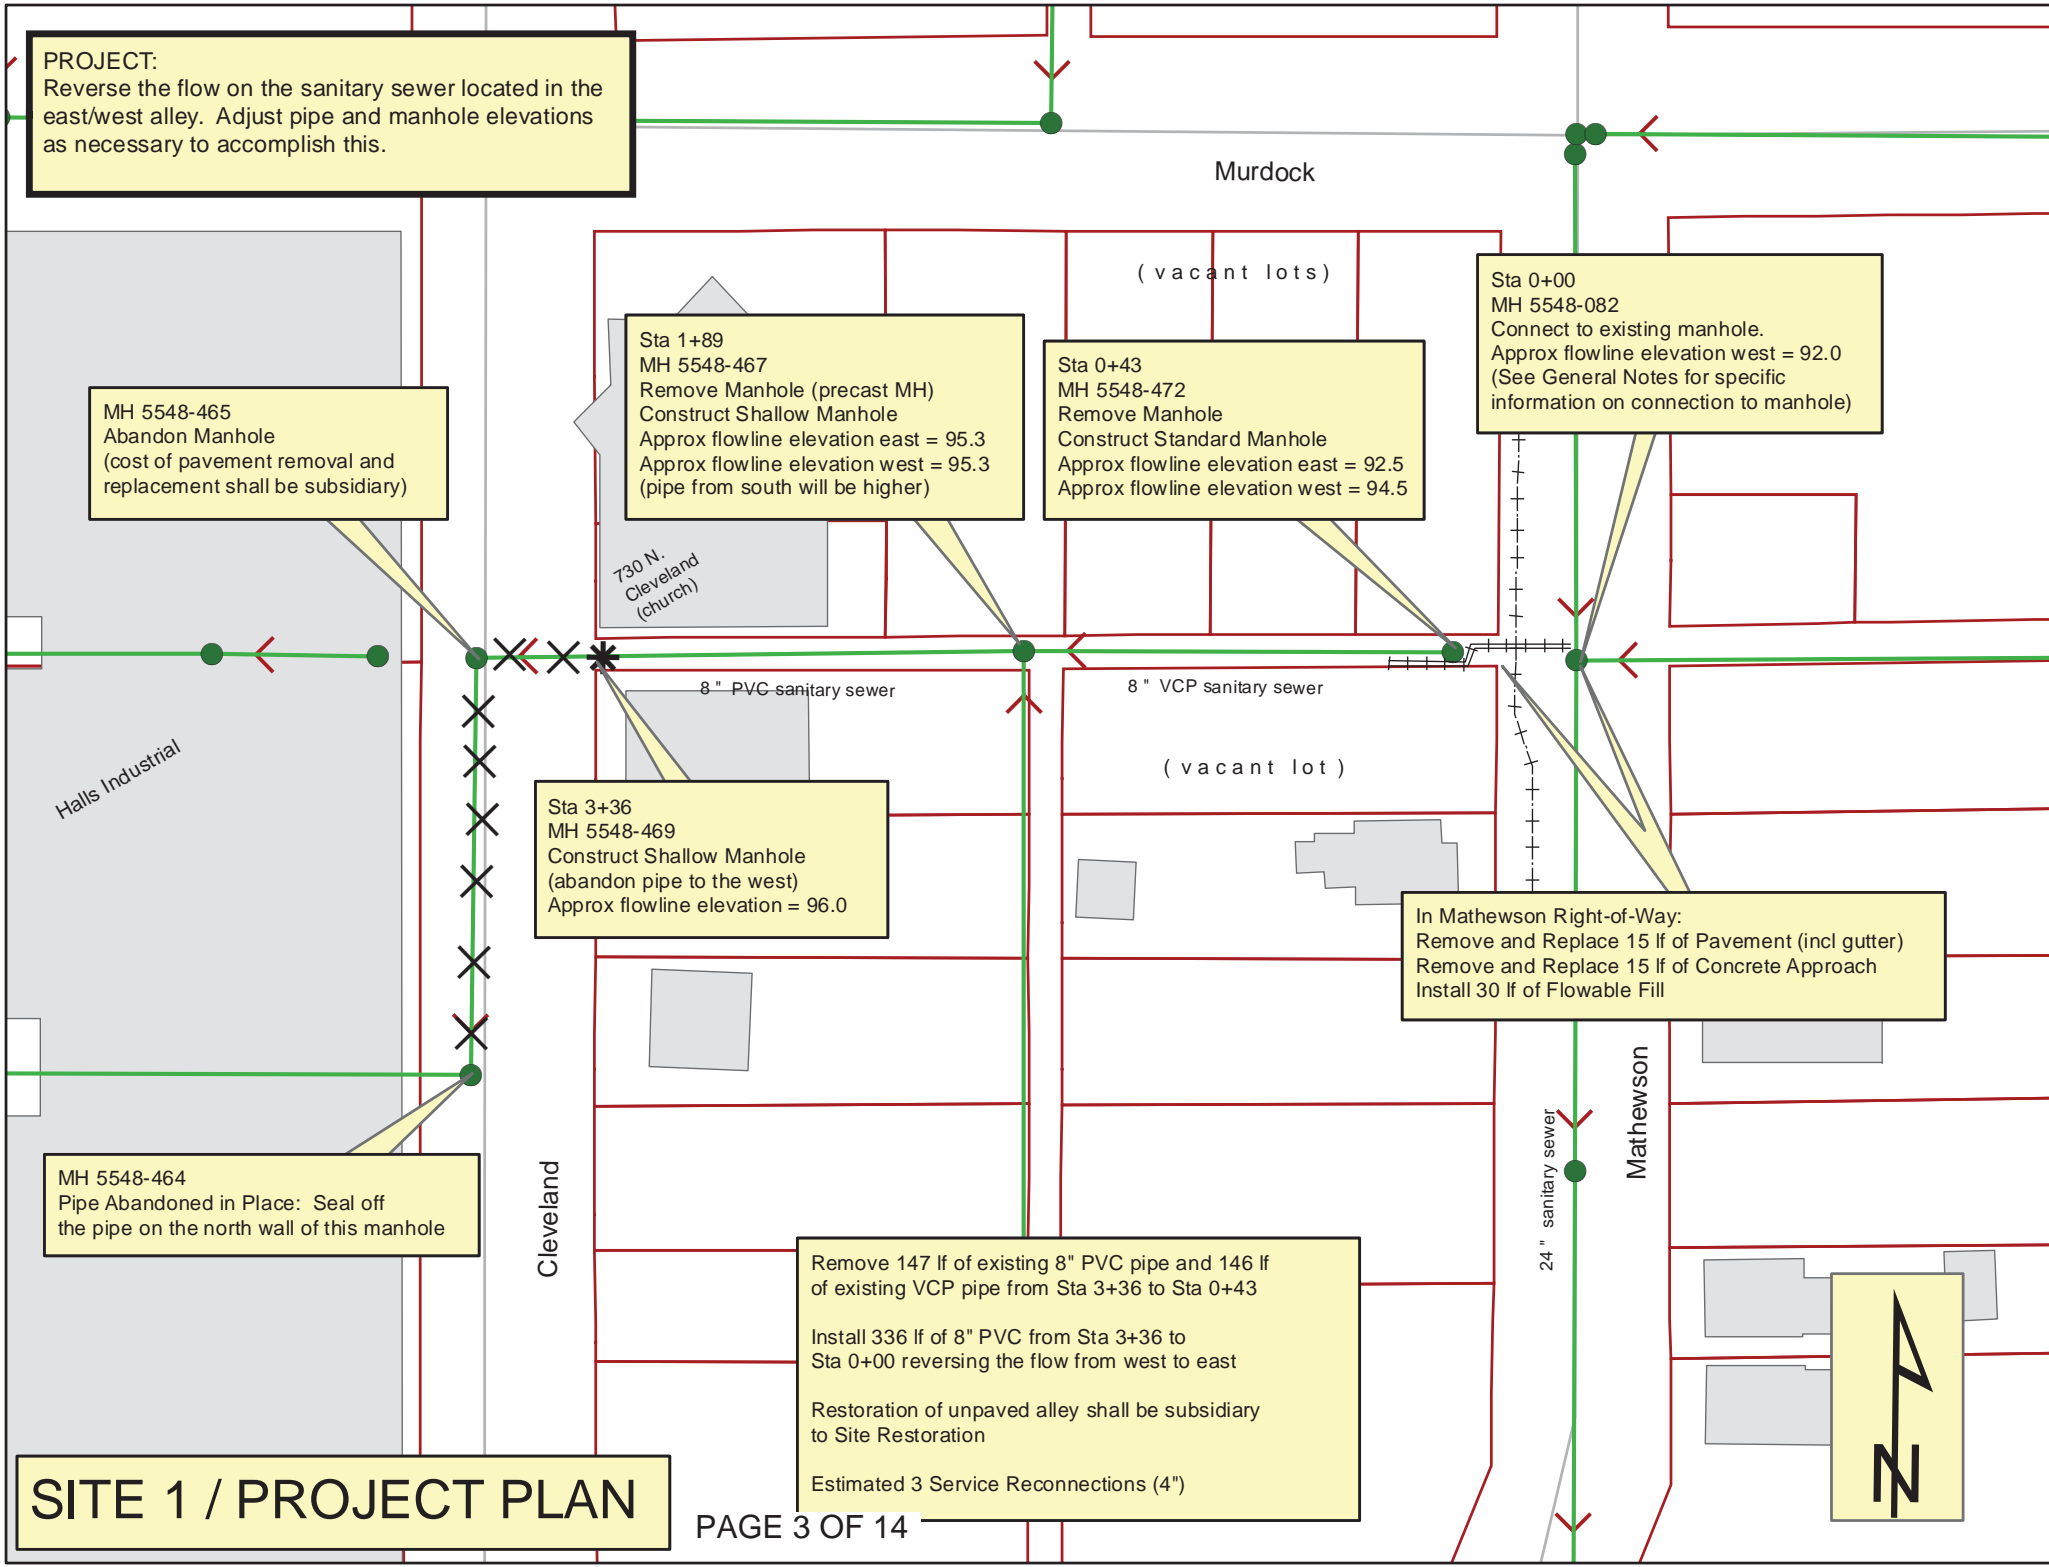 PROJECT:
Reverse the flow on the sanitary sewer located in the
east/west alley.  Adjust pipe and manhole elevations
as necessary to accomplish this.
Murdock
( vacant lots)
Sta 0+00
MH 5548-082
Connect to existing manhole.
Approx flowline elevation west = 92.0
(See General Notes for specific
information on connection to manhole)
Sta 1+89
MH 5548-467
Remove Manhole (precast MH)
Construct Shallow Manhole
Approx flowline elevation east = 95.3
Approx flowline elevation west = 95.3
(pipe from south will be higher)
Sta 0+43
MH 5548-472
Remove Manhole
Construct Standard Manhole
Approx flowline elevation east = 92.5
Approx flowline elevation west = 94.5
MH 5548-465
Abandon Manhole
(cost of pavement removal and
replacement shall be subsidiary)
730 N.
Cleveland
(church)
8 " PVC sanitary sewer
8 " VCP sanitary sewer
Halls Industrial
( vacant lot )
Sta 3+36
MH 5548-469
Construct Shallow Manhole
(abandon pipe to the west)
Approx flowline elevation = 96.0
In Mathewson Right-of-Way:
Remove and Replace 15 lf of Pavement (incl gutter)
Remove and Replace 15 lf of Concrete Approach
Install 30 lf of Flowable Fill
MH 5548-464
Pipe Abandoned in Place:  Seal off
the pipe on the north wall of this manhole
Cleveland
24 " sanitary sewer
Mathewson
Remove 147 lf of existing 8" PVC pipe and 146 lf
of existing VCP pipe from Sta 3+36 to Sta 0+43
Install 336 lf of 8" PVC from Sta 3+36 to
Sta 0+00 reversing the flow from west to east
Restoration of unpaved alley shall be subsidiary
to Site Restoration
Estimated 3 Service Reconnections (4")
N
SITE 1 / PROJECT PLAN
PAGE 3 OF 14